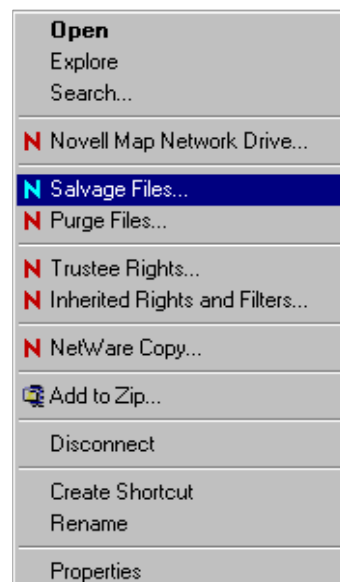 Open
Explore
Search...
N Novell Map Network Drive...
N Salvage Files...
N Purge Files...
N Trustee Rights...
N Inherited Rights and Filters...
N NetWare Copy...
Add to Zip...
Disconnect
Create Shortcut
Rename
Properties